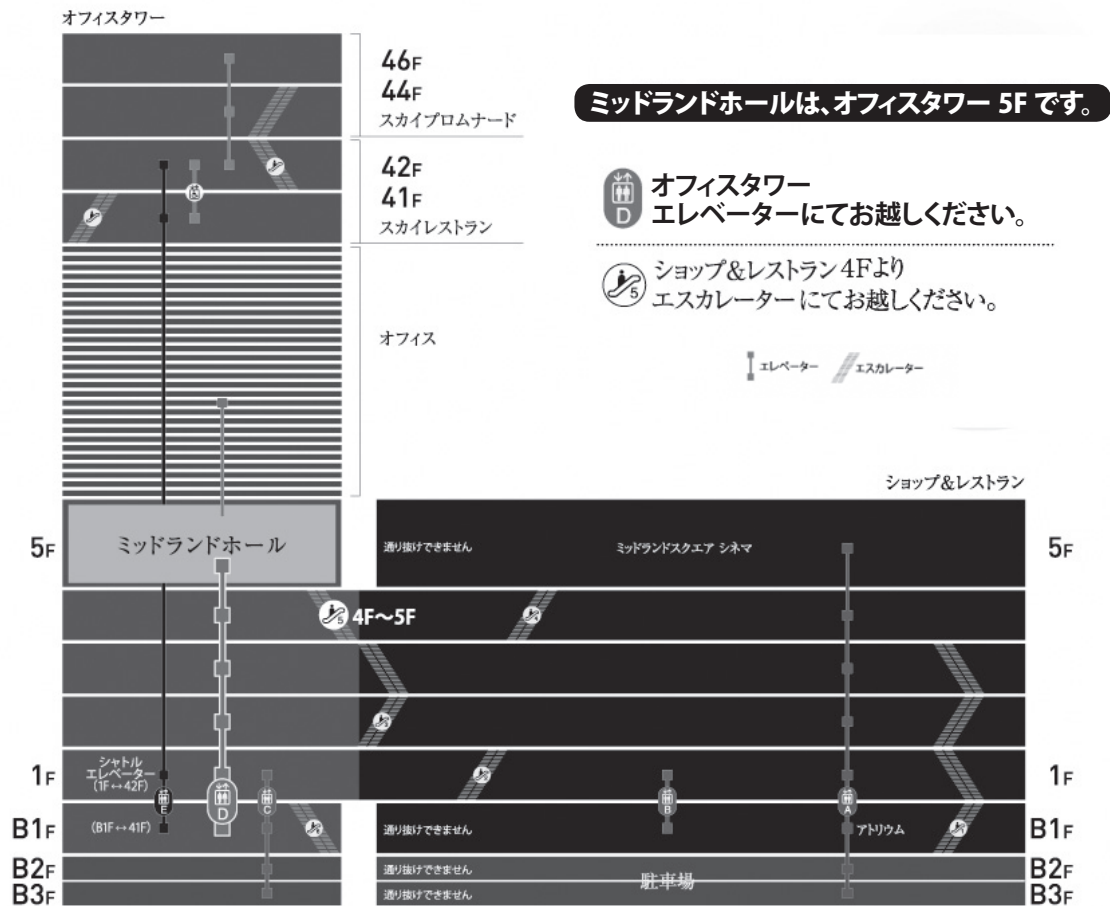 オフィスタワー
46F
44F
スカイプロムナード
42F
41F
スカイレストラン
オフィス
ミッドランドホールは、オフィスタワー 5F です。
D
オフィスタワー
エレベーターにてお越しください。
5
ショップ&レストラン4Fより
エスカレーターにてお越しください。
エレベーター
エスカレーター
ショップ&レストラン
5F
ミッドランドホール
通り抜けできません
ミッドランドスクエア シネマ
5F
5
4F〜5F
1F
シャトル
エレベーター
(1F↔42F)
E
D
C
B
A
1F
B1F
(B1F↔41F)
通り抜けできません
アトリウム
B1F
B2F
通り抜けできません
駐車場
B2F
B3F
通り抜けできません
B3F